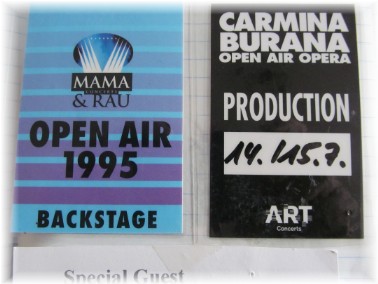 MAMA
CONCERTS
& RAU
OPEN AIR
1995
BACKSTAGE
CARMINA
BURANA
OPEN AIR OPERA
PRODUCTION
14./15.7.
ART
Concerts
Special Guest